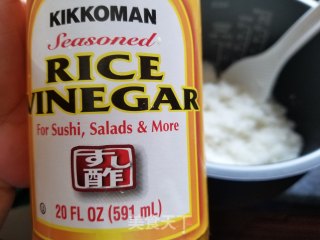 KIKKOMAN
Seasoned
RICE
VINEGAR
For Sushi, Salads & More
すし
酢
20 FL OZ (591 mL)
美食天下